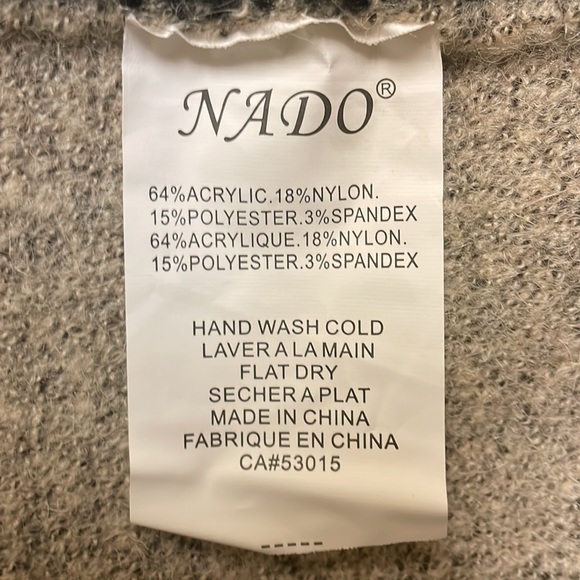 NADO®
64%ACRYLIC.18%NYLON.
15%POLYESTER.3%SPANDEX
64%ACRYLIQUE.18%NYLON.
15%POLYESTER.3%SPANDEX
HAND WASH COLD
LAVER A LA MAIN
FLAT DRY
SECHER A PLAT
MADE IN CHINA
FABRIQUE EN CHINA
CA#53015